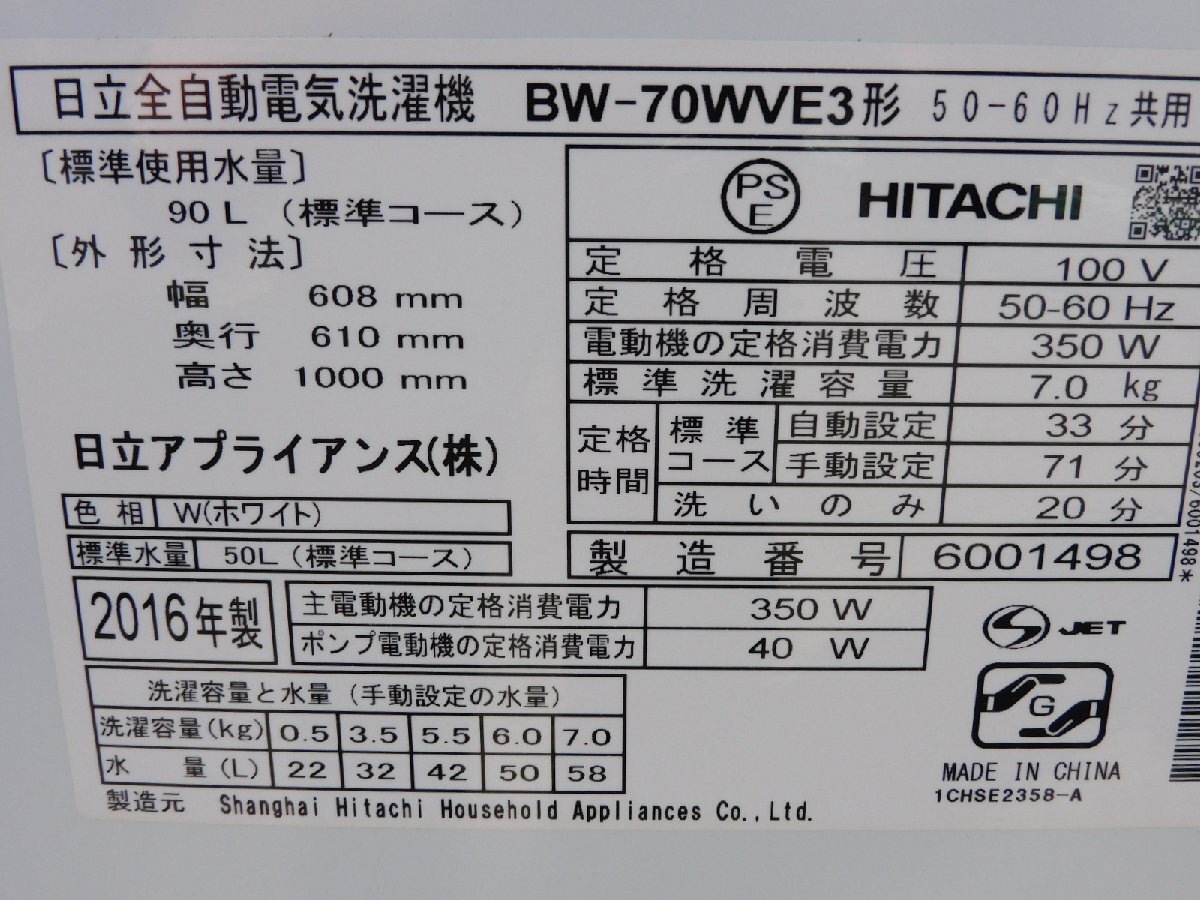 日立全自動電気洗濯機 BW-70WVE3形 50-60Hz共用
〔標準使用水量〕
90L (標準コース)
〔外形寸法〕
幅 608 mm
奥行 610 mm
高さ 1000 mm
日立アプライアンス(株)
色相 W(ホワイト)
標準水量 50L (標準コース)
PS
E
HITACHI
定格電圧 100 V
定格周波数 50-60 Hz
電動機の定格消費電力 350 W
標準洗濯容量 7.0 kg
定格時間 標準コース 自動設定 33 分
手動設定 71 分
洗いのみ 20 分
製造番号 6001498
2016年製
主電動機の定格消費電力 350 W
ポンプ電動機の定格消費電力 40 W
洗濯容量と水量 (手動設定の水量)
洗濯容量(kg) 0.5 3.5 5.5 6.0 7.0
水量(L) 22 32 42 50 58
製造元 Shanghai Hitachi Household Appliances Co.,Ltd.
S JET
G
MADE IN CHINA
1CHSE2358-A